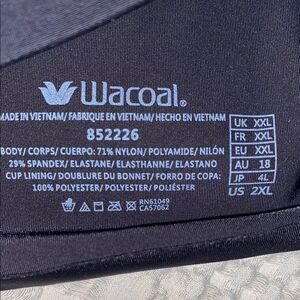 Wacoal®
MADE IN VIETNAM/ FABRIQUE EN VIETNAM/ HECHO EN VIETNAM
852226
BODY/ CORPS/ CUERPO: 71% NYLON/ POLYAMIDE/ NILÓN
29% SPANDEX/ ELASTANE/ ELASTHANNE/ ELASTANO
CUP LINING/ DOUBLURE DU BONNET/ FORRO DE COPA:
100% POLYESTER/ POLYESTER/ POLIÉSTER
RN61049
CA57062
UK XXL
FR XXL
EU XXL
AU 18
JP 4L
US 2XL